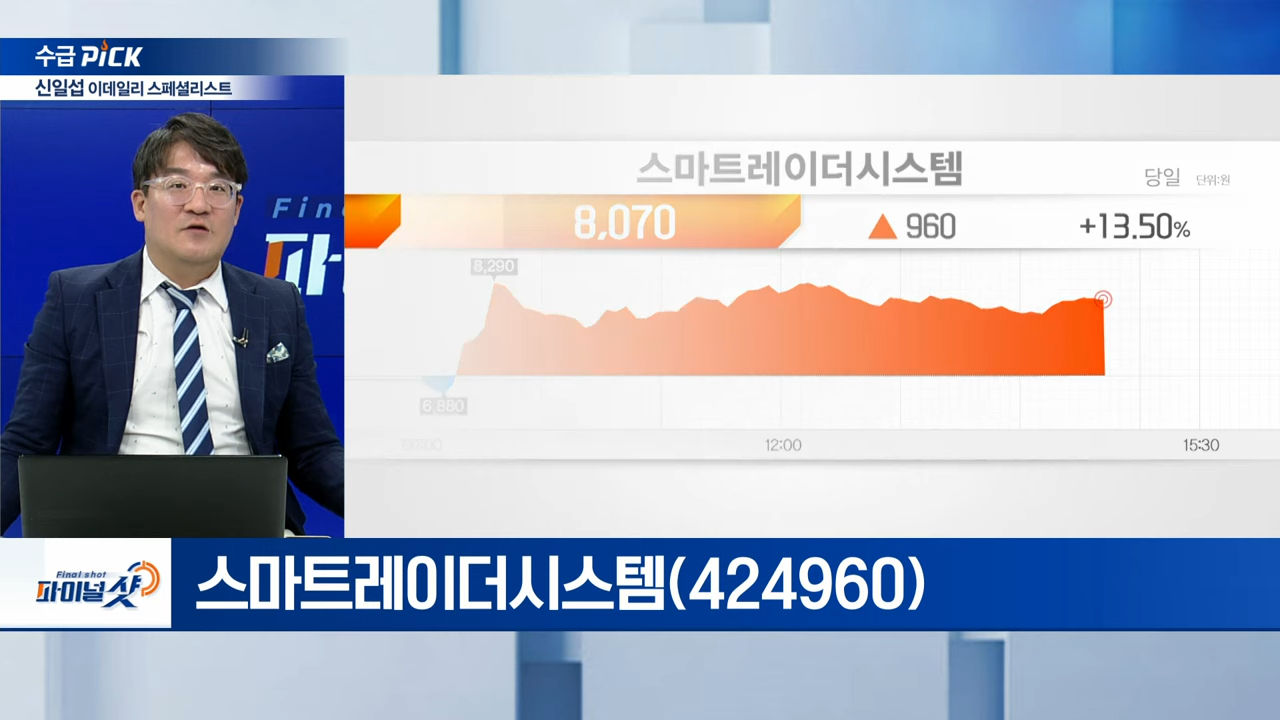 수급 PiCK
신일섭 이데일리 스페셜리스트
Fin
파
스마트레이더시스템
당일 단위:원
8,070 ▲ 960 +13.50%
8,290
6,880
12:00 15:30
Final shot
파이널샷
스마트레이더시스템(424960)